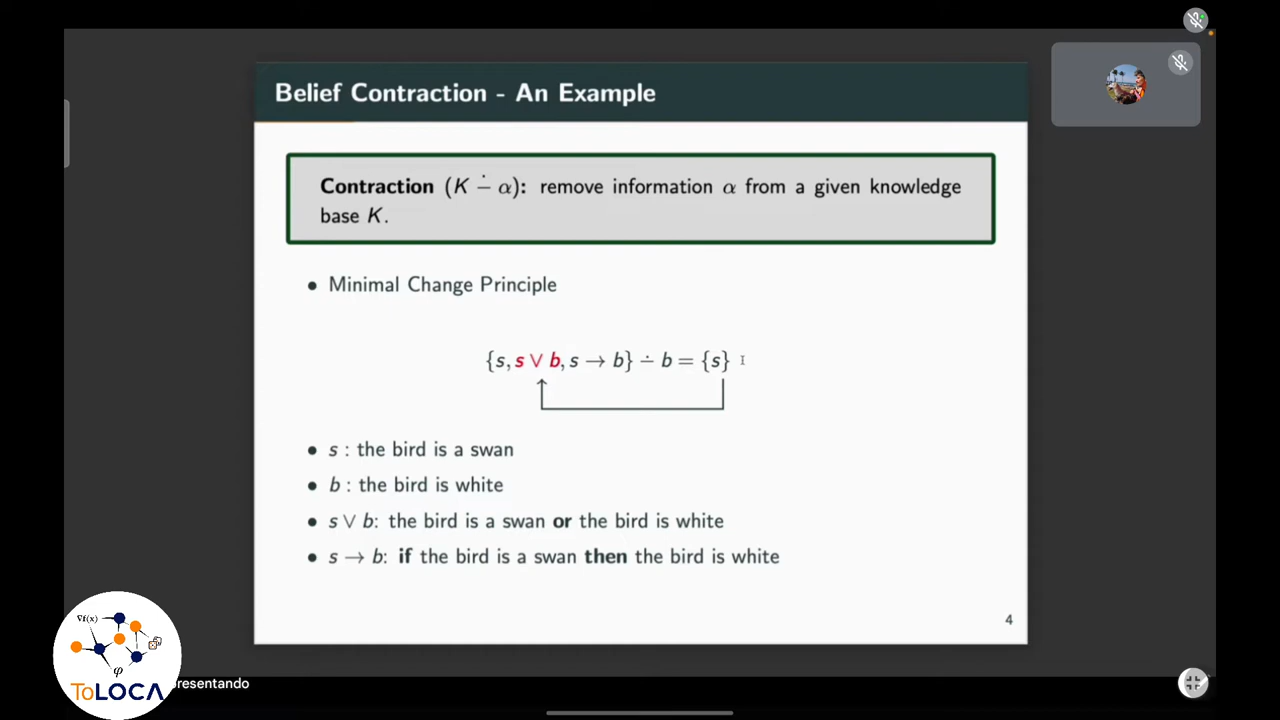 Belief Contraction - An Example
Contraction (K ∸ α): remove information α from a given knowledge
base K.
• Minimal Change Principle
{s, s ∨ b, s → b} ∸ b = {s}
• s : the bird is a swan
• b : the bird is white
• s ∨ b: the bird is a swan or the bird is white
• s → b: if the bird is a swan then the bird is white
4
∇f(x)
φ
ToLOCA
presentando